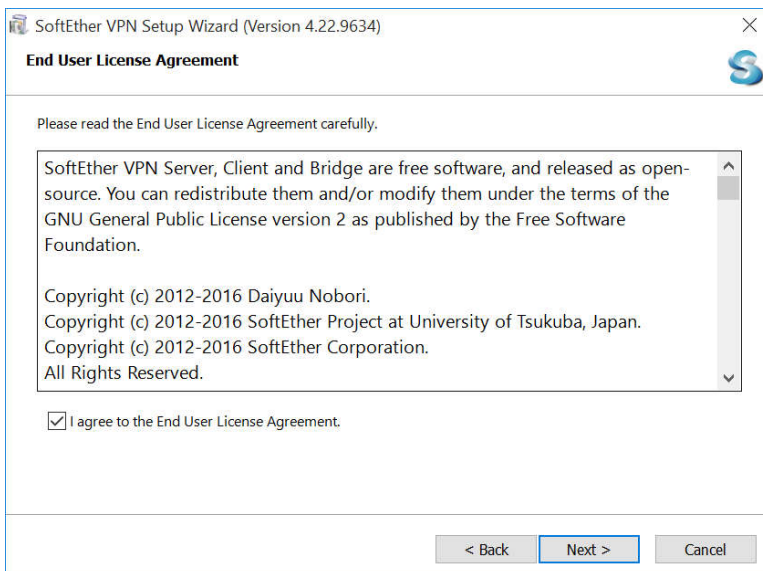 SoftEther VPN Setup Wizard (Version 4.22.9634)
End User License Agreement
Please read the End User License Agreement carefully.
SoftEther VPN Server, Client and Bridge are free software, and released as open-
source. You can redistribute them and/or modify them under the terms of the
GNU General Public License version 2 as published by the Free Software
Foundation.
Copyright (c) 2012-2016 Daiyuu Nobori.
Copyright (c) 2012-2016 SoftEther Project at University of Tsukuba, Japan.
Copyright (c) 2012-2016 SoftEther Corporation.
All Rights Reserved.
I agree to the End User License Agreement.
< Back Next > Cancel